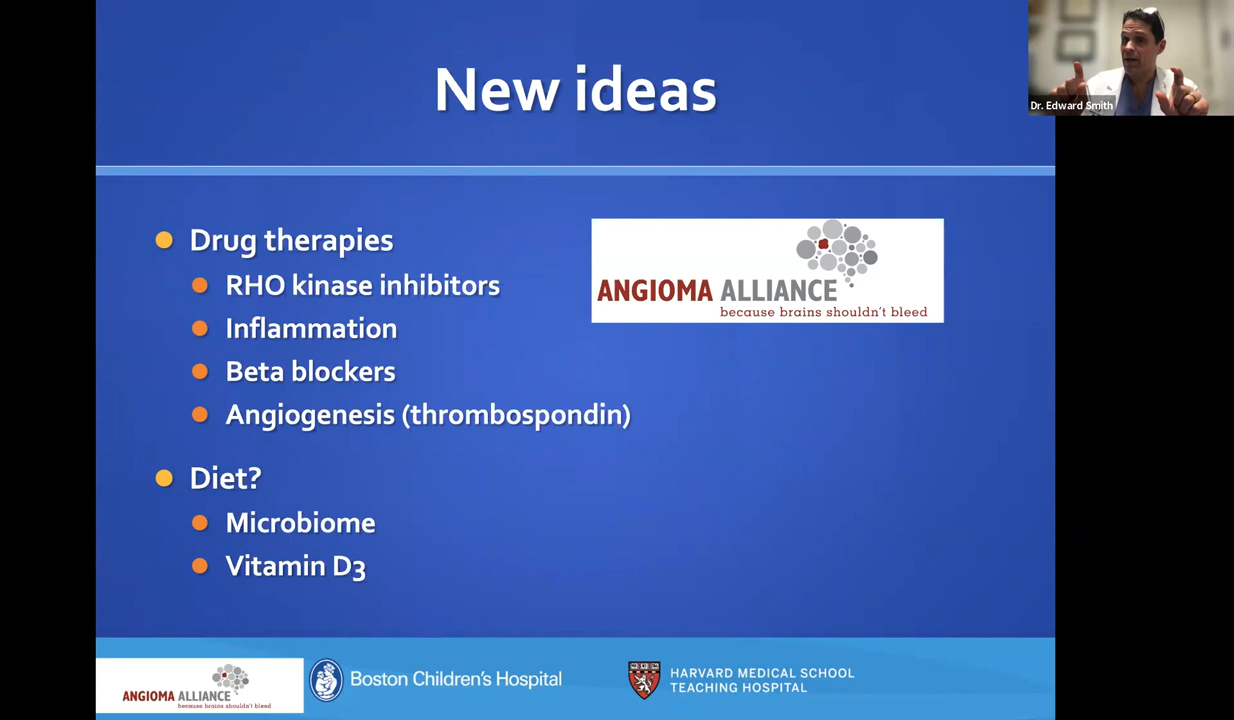 New ideas
Dr. Edward Smith
Drug therapies
RHO kinase inhibitors
Inflammation
Beta blockers
Angiogenesis (thrombospondin)
Diet?
Microbiome
Vitamin D3
ANGIOMA ALLIANCE
because brains shouldn't bleed
ANGIOMA ALLIANCE
because brains shouldn't bleed
Boston Children's Hospital
HARVARD MEDICAL SCHOOL
TEACHING HOSPITAL